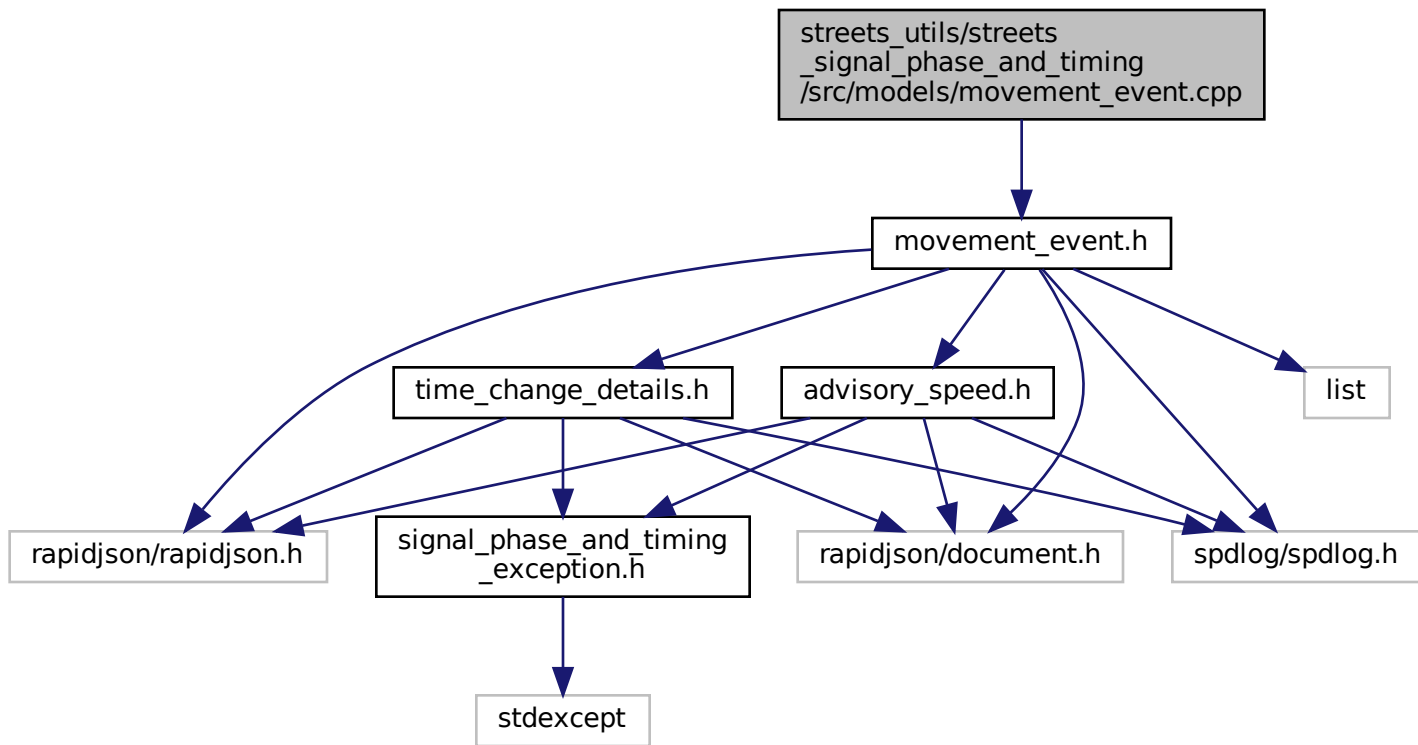 streets_utils/streets
_signal_phase_and_timing
/src/models/movement_event.cpp
movement_event.h
time_change_details.h
advisory_speed.h
list
rapidjson/rapidjson.h
signal_phase_and_timing
_exception.h
rapidjson/document.h
spdlog/spdlog.h
stdexcept